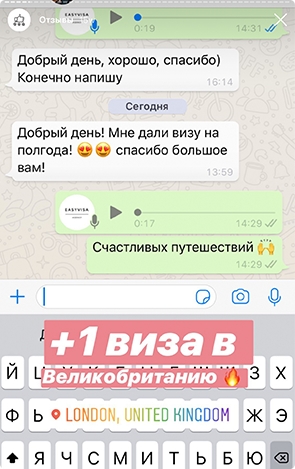 Отзывы
EASYVISA
0:19
14:31
Добрый день, хорошо, спасибо)
Конечно напишу
16:14
Сегодня
Добрый день! Мне дали визу на
полгода! 😍😍 спасибо большое
вам!
13:59
EASYVISA
0:17
14:29
Счастливых путешествий 🙌
14:29
+1 виза в
Великобританию 🔥
Й З Х
Ф Ь LONDON, UNITED KINGDOM Ж Э
Я Ч С М И Т Ь Б Ю